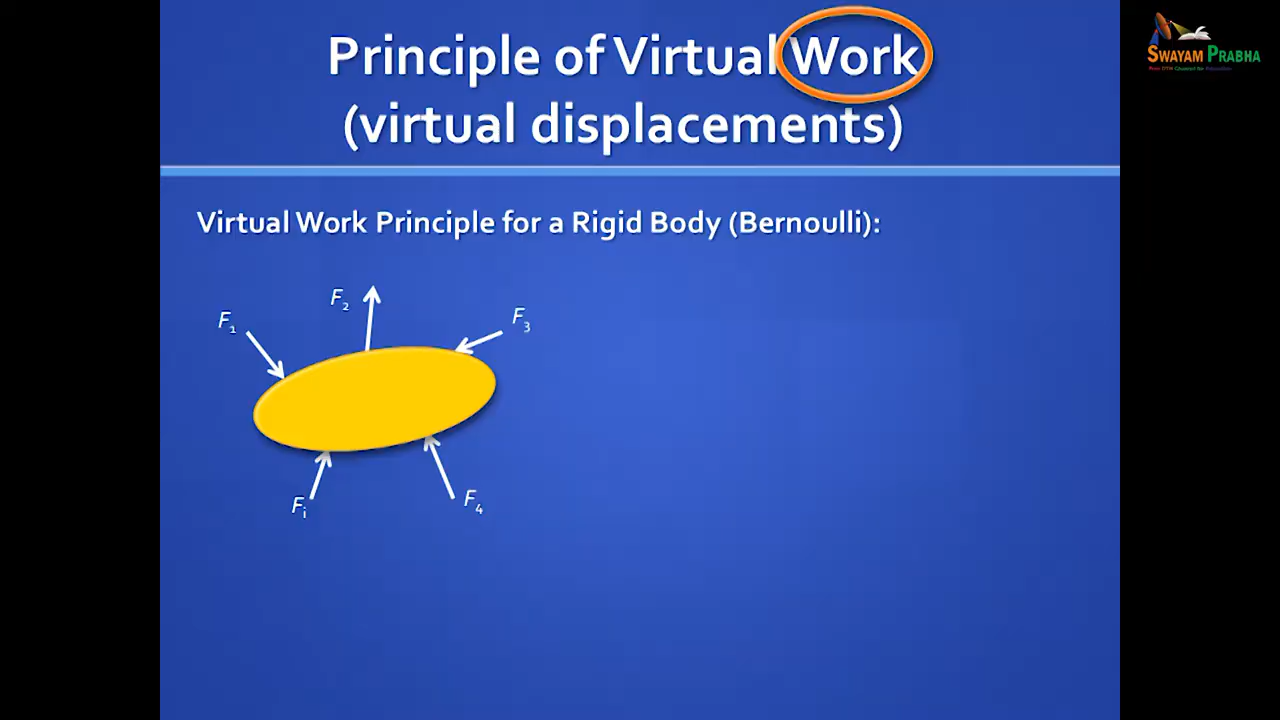 Principle of Virtual Work
(virtual displacements)
SWAYAM PRABHA
Virtual Work Principle for a Rigid Body (Bernoulli):
F2
F1
F3
Fi
F4